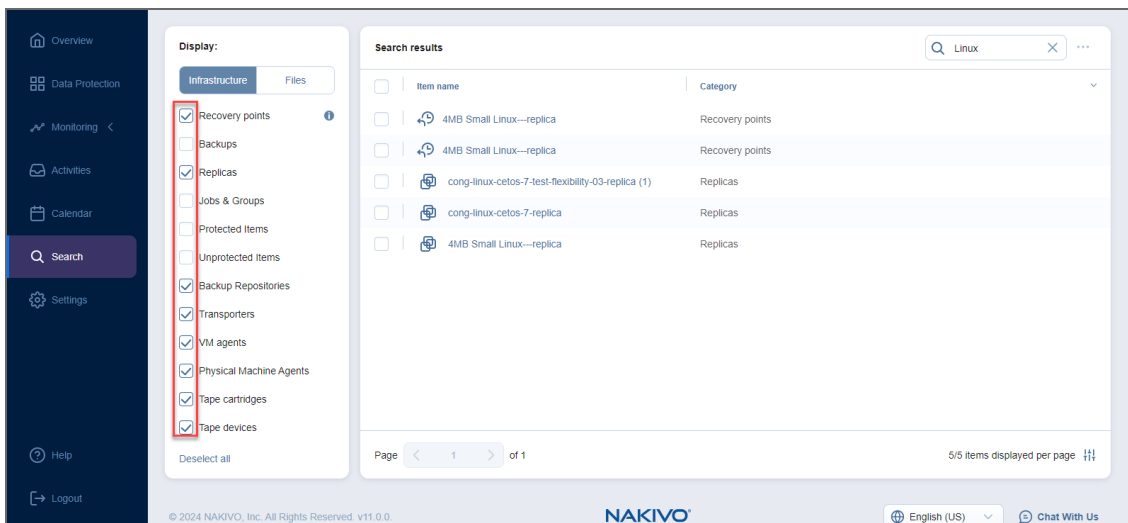 Overview
Data Protection
Monitoring
Activities
Calendar
Search
Settings
Help
Logout
Display:
Infrastructure
Files
Recovery points
Backups
Replicas
Jobs & Groups
Protected Items
Unprotected Items
Backup Repositories
Transporters
VM agents
Physical Machine Agents
Tape cartridges
Tape devices
Deselect all
Search results
Linux
Item name Category
4MB Small Linux---replica Recovery points
4MB Small Linux---replica Recovery points
cong-linux-cetos-7-test-flexibility-03-replica (1) Replicas
cong-linux-cetos-7-replica Replicas
4MB Small Linux---replica Replicas
Page 1 of 1
5/5 items displayed per page
© 2024 NAKIVO, Inc. All Rights Reserved. v11.0.0.
NAKIVO®
English (US)
Chat With Us